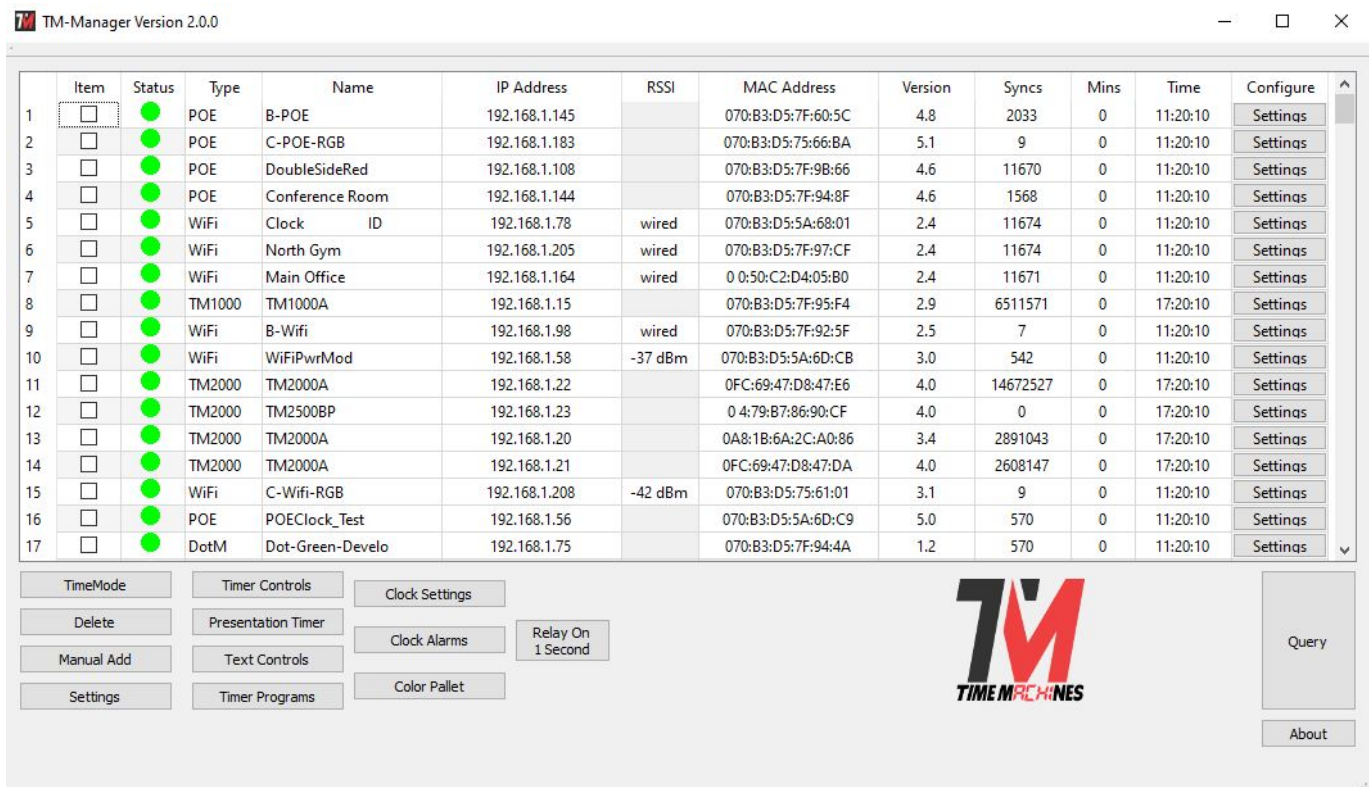 TM-Manager Version 2.0.0
Item Status Type Name IP Address RSSI MAC Address Version Syncs Mins Time Configure
1 POE B-POE 192.168.1.145 070:B3:D5:7F:60:5C 4.8 2033 0 11:20:10 Settings
2 POE C-POE-RGB 192.168.1.183 070:B3:D5:75:66:BA 5.1 9 0 11:20:10 Settings
3 POE DoubleSideRed 192.168.1.108 070:B3:D5:7F:9B:66 4.6 11670 0 11:20:10 Settings
4 POE Conference Room 192.168.1.144 070:B3:D5:7F:94:8F 4.6 1568 0 11:20:10 Settings
5 WiFi Clock ID 192.168.1.78 wired 070:B3:D5:5A:68:01 2.4 11674 0 11:20:10 Settings
6 WiFi North Gym 192.168.1.205 wired 070:B3:D5:7F:97:CF 2.4 11674 0 11:20:10 Settings
7 WiFi Main Office 192.168.1.164 wired 0 0:50:C2:D4:05:B0 2.4 11671 0 11:20:10 Settings
8 TM1000 TM1000A 192.168.1.15 070:B3:D5:7F:95:F4 2.9 6511571 0 17:20:10 Settings
9 WiFi B-Wifi 192.168.1.98 wired 070:B3:D5:7F:92:5F 2.5 7 0 11:20:10 Settings
10 WiFi WiFiPwrMod 192.168.1.58 -37 dBm 070:B3:D5:5A:6D:CB 3.0 542 0 11:20:10 Settings
11 TM2000 TM2000A 192.168.1.22 0FC:69:47:D8:47:E6 4.0 14672527 0 17:20:10 Settings
12 TM2000 TM2500BP 192.168.1.23 0 4:79:B7:86:90:CF 4.0 0 0 17:20:10 Settings
13 TM2000 TM2000A 192.168.1.20 0A8:1B:6A:2C:A0:86 3.4 2891043 0 17:20:10 Settings
14 TM2000 TM2000A 192.168.1.21 0FC:69:47:D8:47:DA 4.0 2608147 0 17:20:10 Settings
15 WiFi C-Wifi-RGB 192.168.1.208 -42 dBm 070:B3:D5:75:61:01 3.1 9 0 11:20:10 Settings
16 POE POEClock_Test 192.168.1.56 070:B3:D5:5A:6D:C9 5.0 570 0 11:20:10 Settings
17 DotM Dot-Green-Develo 192.168.1.75 070:B3:D5:7F:94:4A 1.2 570 0 11:20:10 Settings
TimeMode Timer Controls Clock Settings
Delete Presentation Timer Clock Alarms Relay On
1 Second
Manual Add Text Controls Color Pallet
Settings Timer Programs
TM
TIME MACHINES
Query
About